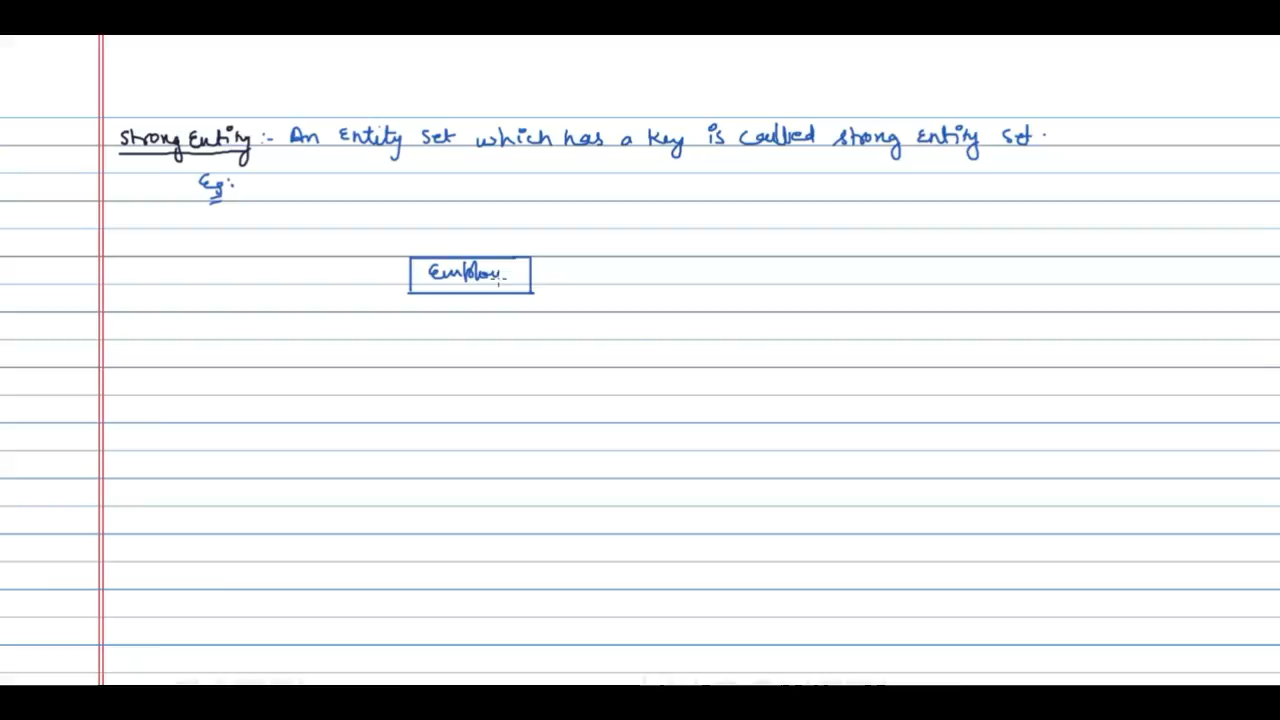 Strong Entity :- An Entity Set which has a key is called strong Entity Set.
Eg:
Employ